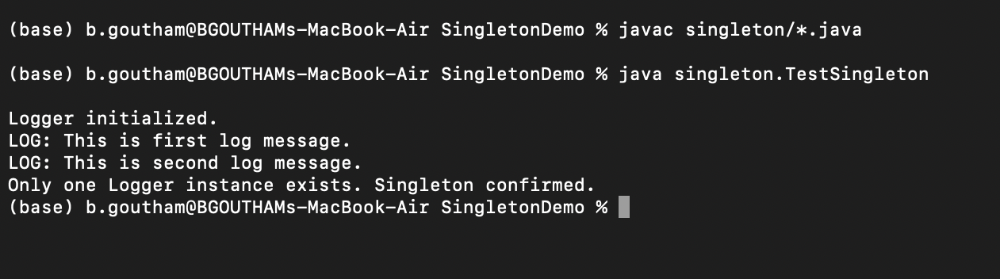 (base) b.goutham@BGOUTHAMs-MacBook-Air SingletonDemo % javac singleton/*.java
(base) b.goutham@BGOUTHAMs-MacBook-Air SingletonDemo % java singleton.TestSingleton
Logger initialized.
LOG: This is first log message.
LOG: This is second log message.
Only one Logger instance exists. Singleton confirmed.
(base) b.goutham@BGOUTHAMs-MacBook-Air SingletonDemo %